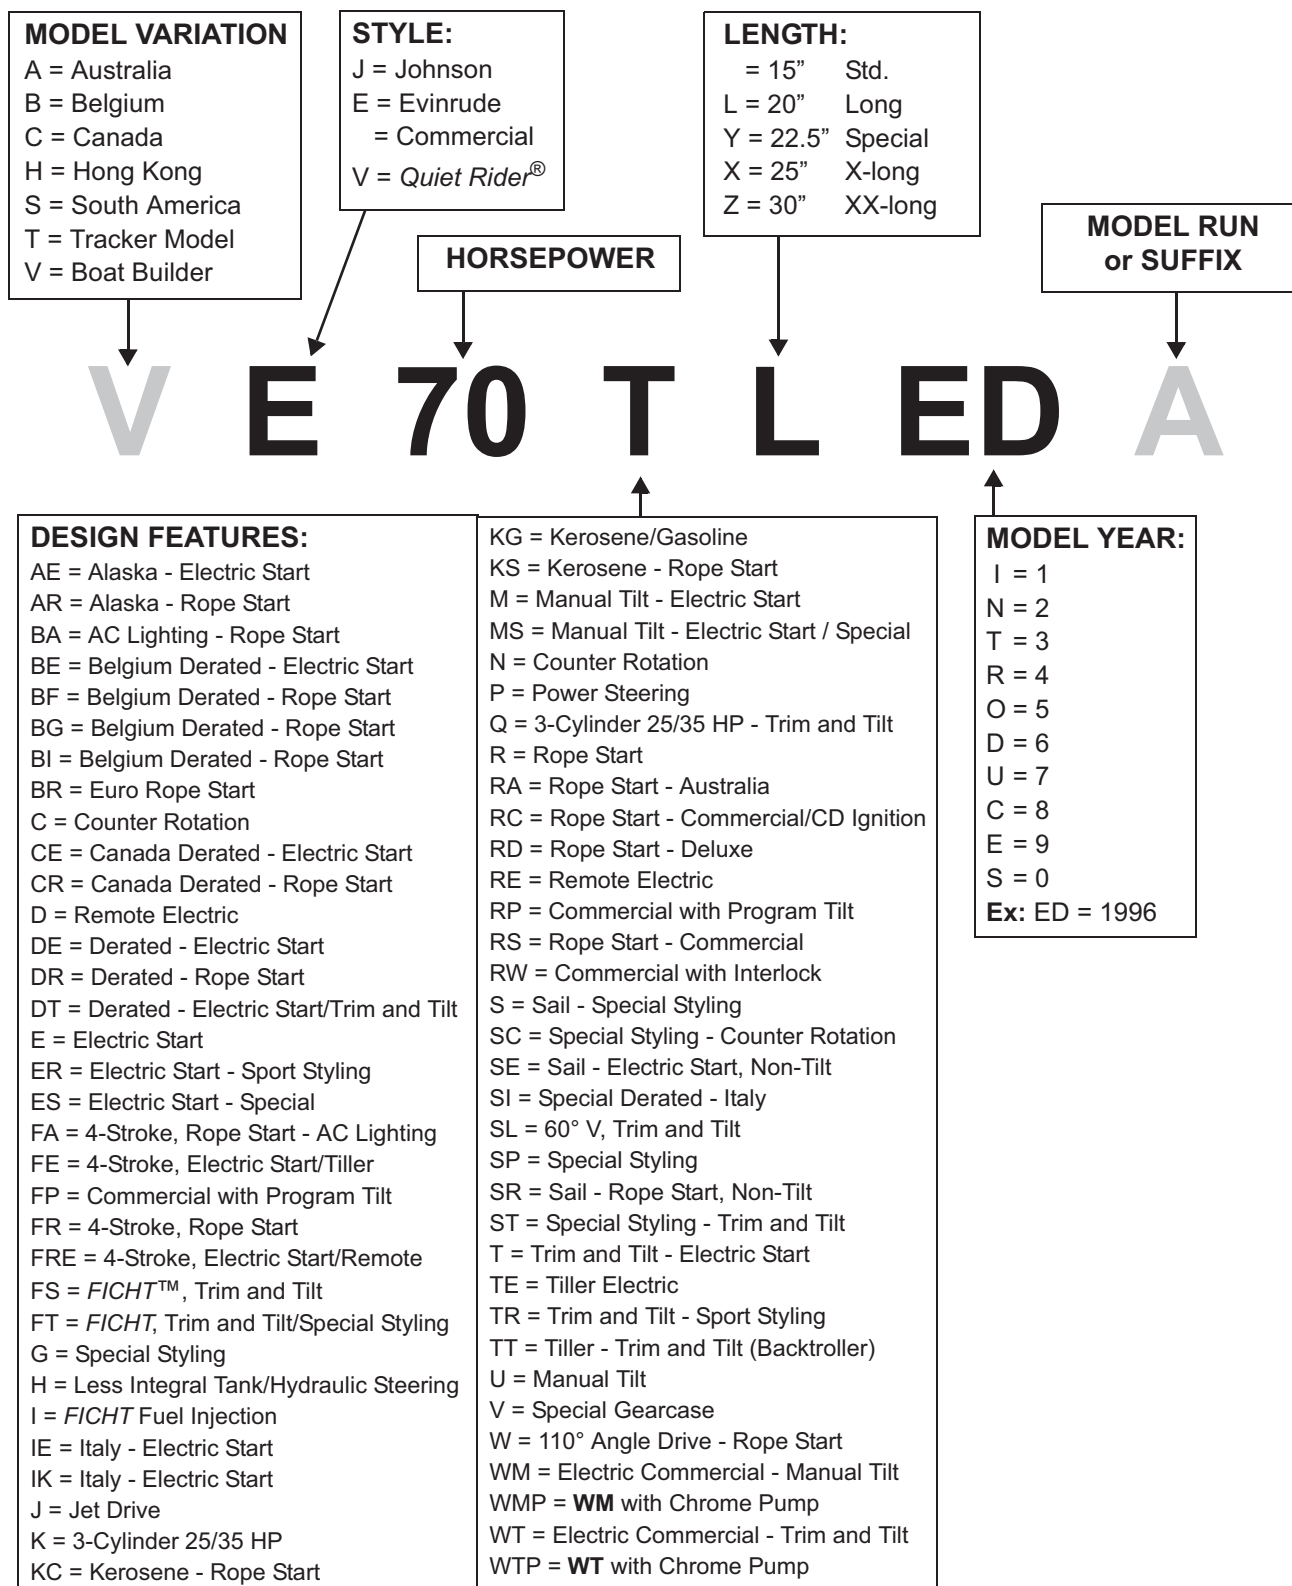 MODEL VARIATION
A = Australia
B = Belgium
C = Canada
H = Hong Kong
S = South America
T = Tracker Model
V = Boat Builder
STYLE:
J = Johnson
E = Evinrude
= Commercial
V = Quiet Rider®
HORSEPOWER
LENGTH:
= 15” Std.
L = 20” Long
Y = 22.5” Special
X = 25” X-long
Z = 30” XX-long
MODEL RUN
or SUFFIX
V E 70 T L ED A
DESIGN FEATURES:
AE = Alaska - Electric Start
AR = Alaska - Rope Start
BA = AC Lighting - Rope Start
BE = Belgium Derated - Electric Start
BF = Belgium Derated - Rope Start
BG = Belgium Derated - Rope Start
BI = Belgium Derated - Rope Start
BR = Euro Rope Start
C = Counter Rotation
CE = Canada Derated - Electric Start
CR = Canada Derated - Rope Start
D = Remote Electric
DE = Derated - Electric Start
DR = Derated - Rope Start
DT = Derated - Electric Start/Trim and Tilt
E = Electric Start
ER = Electric Start - Sport Styling
ES = Electric Start - Special
FA = 4-Stroke, Rope Start - AC Lighting
FE = 4-Stroke, Electric Start/Tiller
FP = Commercial with Program Tilt
FR = 4-Stroke, Rope Start
FRE = 4-Stroke, Electric Start/Remote
FS = FICHT™, Trim and Tilt
FT = FICHT, Trim and Tilt/Special Styling
G = Special Styling
H = Less Integral Tank/Hydraulic Steering
I = FICHT Fuel Injection
IE = Italy - Electric Start
IK = Italy - Electric Start
J = Jet Drive
K = 3-Cylinder 25/35 HP
KC = Kerosene - Rope Start
KG = Kerosene/Gasoline
KS = Kerosene - Rope Start
M = Manual Tilt - Electric Start
MS = Manual Tilt - Electric Start / Special
N = Counter Rotation
P = Power Steering
Q = 3-Cylinder 25/35 HP - Trim and Tilt
R = Rope Start
RA = Rope Start - Australia
RC = Rope Start - Commercial/CD Ignition
RD = Rope Start - Deluxe
RE = Remote Electric
RP = Commercial with Program Tilt
RS = Rope Start - Commercial
RW = Commercial with Interlock
S = Sail - Special Styling
SC = Special Styling - Counter Rotation
SE = Sail - Electric Start, Non-Tilt
SI = Special Derated - Italy
SL = 60° V, Trim and Tilt
SP = Special Styling
SR = Sail - Rope Start, Non-Tilt
ST = Special Styling - Trim and Tilt
T = Trim and Tilt - Electric Start
TE = Tiller Electric
TR = Trim and Tilt - Sport Styling
TT = Tiller - Trim and Tilt (Backtroller)
U = Manual Tilt
V = Special Gearcase
W = 110° Angle Drive - Rope Start
WM = Electric Commercial - Manual Tilt
WMP = WM with Chrome Pump
WT = Electric Commercial - Trim and Tilt
WTP = WT with Chrome Pump
MODEL YEAR:
I = 1
N = 2
T = 3
R = 4
O = 5
D = 6
U = 7
C = 8
E = 9
S = 0
Ex: ED = 1996